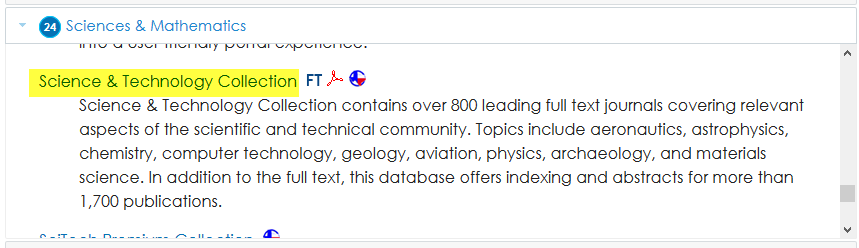 24 Sciences & Mathematics
into a user friendly portal experience.
Science & Technology Collection FT
Science & Technology Collection contains over 800 leading full text journals covering relevant
aspects of the scientific and technical community. Topics include aeronautics, astrophysics,
chemistry, computer technology, geology, aviation, physics, archaeology, and materials
science. In addition to the full text, this database offers indexing and abstracts for more than
1,700 publications.
SciTech Premium Collection